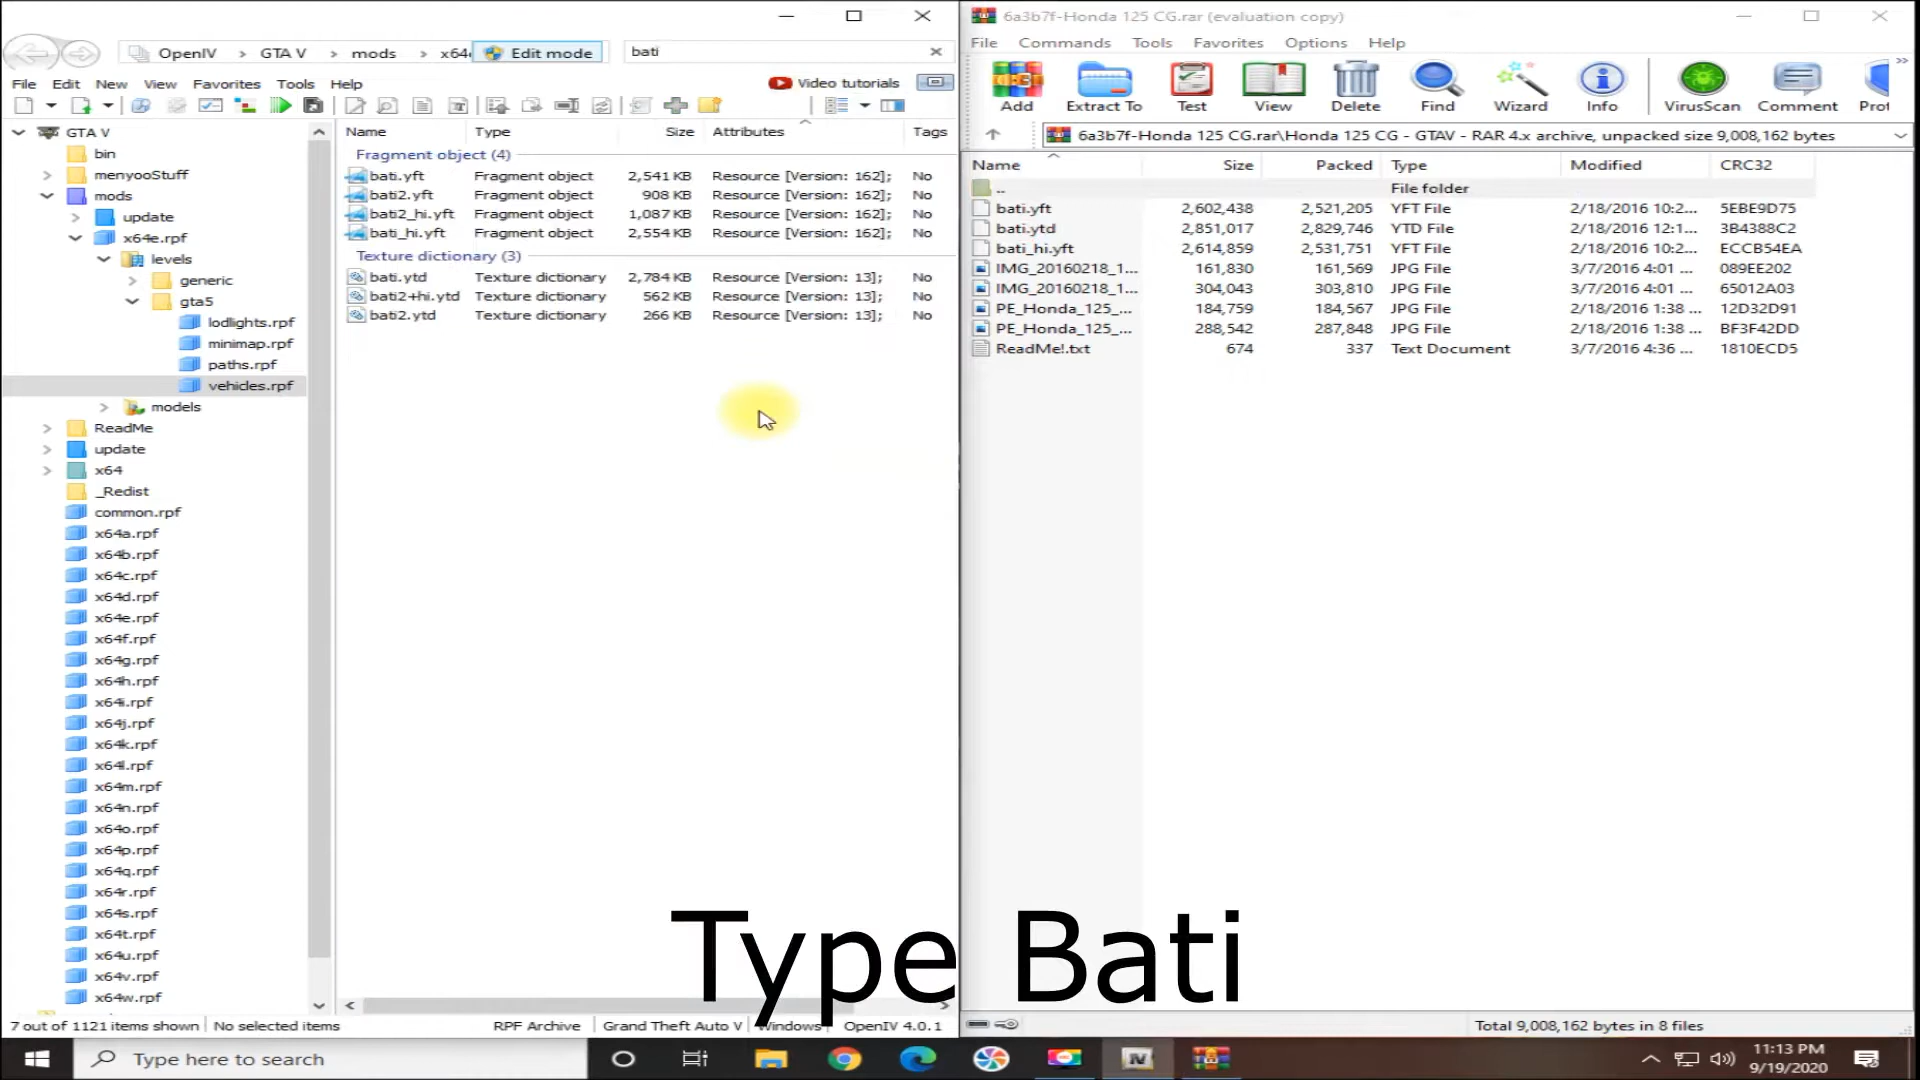 OpenIV > GTA V > mods > x64e Edit mode bati
File Edit New View Favorites Tools Help Video tutorials
GTA V
bin
menyooStuff
mods
update
x64e.rpf
levels
generic
gta5
lodlights.rpf
minimap.rpf
paths.rpf
vehicles.rpf
models
ReadMe
update
x64
_Redist
common.rpf
x64a.rpf
x64b.rpf
x64c.rpf
x64d.rpf
x64e.rpf
x64f.rpf
x64g.rpf
x64h.rpf
x64i.rpf
x64j.rpf
x64k.rpf
x64l.rpf
x64m.rpf
x64n.rpf
x64o.rpf
x64p.rpf
x64q.rpf
x64r.rpf
x64s.rpf
x64t.rpf
x64u.rpf
x64v.rpf
x64w.rpf
Name Type Size Attributes Tags
Fragment object (4)
bati.yft Fragment object 2,541 KB Resource [Version: 162]; No
bati2.yft Fragment object 908 KB Resource [Version: 162]; No
bati2_hi.yft Fragment object 1,087 KB Resource [Version: 162]; No
bati_hi.yft Fragment object 2,554 KB Resource [Version: 162]; No
Texture dictionary (3)
bati.ytd Texture dictionary 2,784 KB Resource [Version: 13]; No
bati2+hi.ytd Texture dictionary 562 KB Resource [Version: 13]; No
bati2.ytd Texture dictionary 266 KB Resource [Version: 13]; No
7 out of 1121 items shown No selected items RPF Archive Grand Theft Auto V Windows OpenIV 4.0.1
6a3b7f-Honda 125 CG.rar (evaluation copy)
File Commands Tools Favorites Options Help
Add Extract To Test View Delete Find Wizard Info VirusScan Comment Prot
6a3b7f-Honda 125 CG.rar\Honda 125 CG - GTAV - RAR 4.x archive, unpacked size 9,008,162 bytes
Name Size Packed Type Modified CRC32
.. File folder
bati.yft 2,602,438 2,521,205 YFT File 2/18/2016 10:2... 5EBE9D75
bati.ytd 2,851,017 2,829,746 YTD File 2/18/2016 12:1... 3B4388C2
bati_hi.yft 2,614,859 2,531,751 YFT File 2/18/2016 10:2... ECCB54EA
IMG_20160218_1... 161,830 161,569 JPG File 3/7/2016 4:01 ... 089EE202
IMG_20160218_1... 304,043 303,810 JPG File 3/7/2016 4:01 ... 65012A03
PE_Honda_125_... 184,759 184,567 JPG File 2/18/2016 1:38 ... 12D32D91
PE_Honda_125_... 288,542 287,848 JPG File 2/18/2016 1:38 ... BF3F42DD
ReadMe!.txt 674 337 Text Document 3/7/2016 4:36 ... 1810ECD5
Total 9,008,162 bytes in 8 files
Type Bati
Type here to search
11:13 PM
9/19/2020